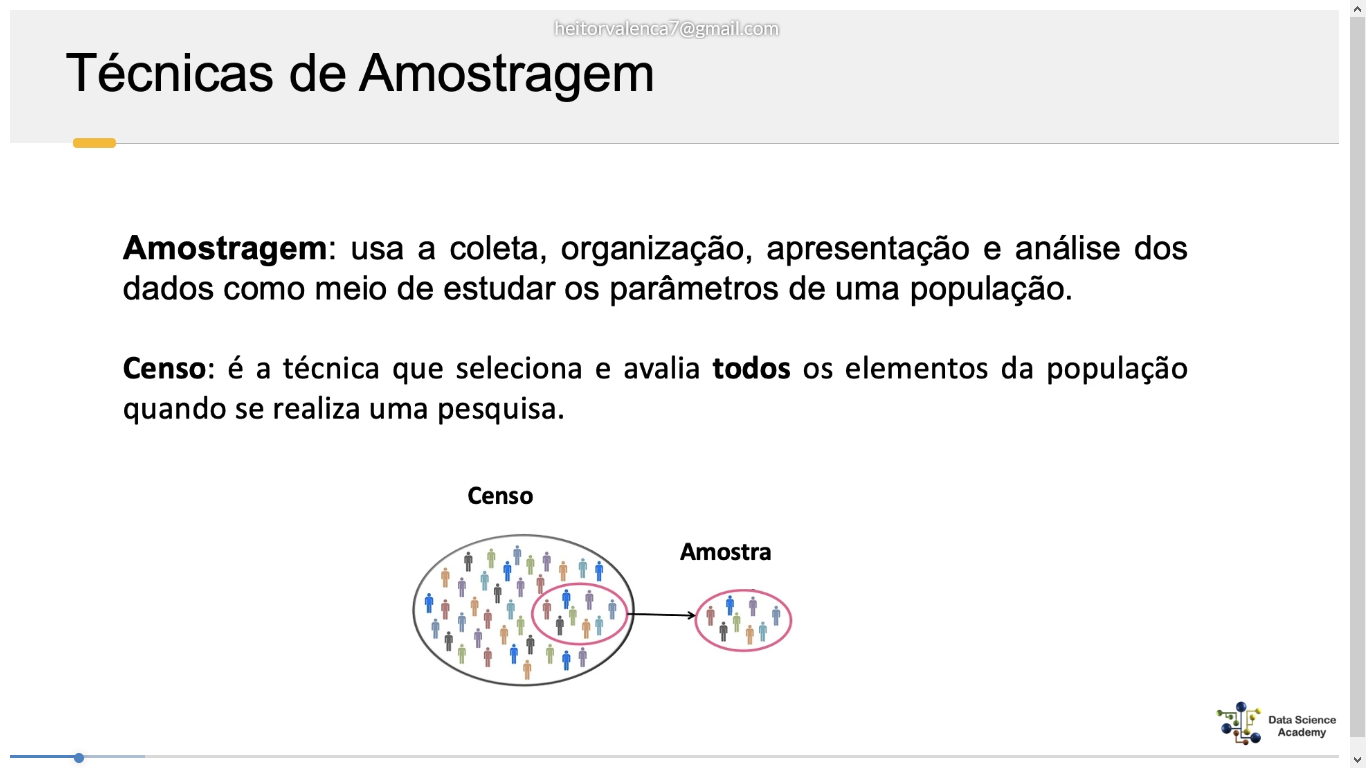 heitorvalenca7@gmail.com
Técnicas de Amostragem
Amostragem: usa a coleta, organização, apresentação e análise dos
dados como meio de estudar os parâmetros de uma população.
Censo: é a técnica que seleciona e avalia todos os elementos da população
quando se realiza uma pesquisa.
Censo
Amostra
Data Science
Academy